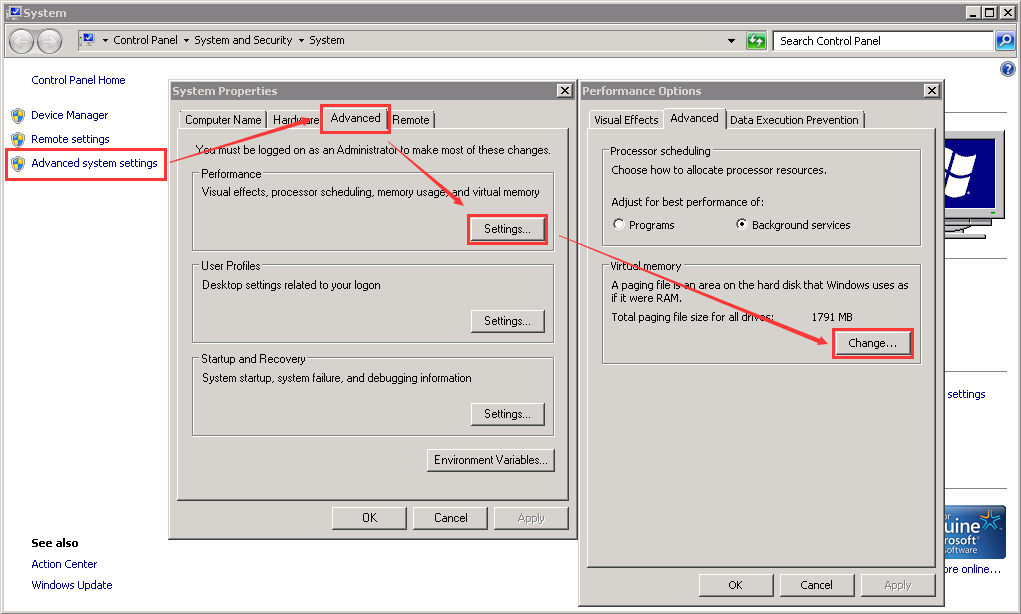 System
Control Panel
System and Security
System
Search Control Panel
Control Panel Home
Device Manager
Remote settings
Advanced system settings
See also
Action Center
Windows Update
System Properties
Computer Name
Hardware
Advanced
Remote
You must be logged on as an Administrator to make most of these changes.
Performance
Visual effects, processor scheduling, memory usage, and virtual memory
Settings...
User Profiles
Desktop settings related to your logon
Settings...
Startup and Recovery
System startup, system failure, and debugging information
Settings...
Environment Variables...
OK
Cancel
Apply
Performance Options
Visual Effects
Advanced
Data Execution Prevention
Processor scheduling
Choose how to allocate processor resources.
Adjust for best performance of:
Programs
Background services
Virtual memory
A paging file is an area on the hard disk that Windows uses as
if it were RAM.
Total paging file size for all drives:
1791 MB
Change...
OK
Cancel
Apply
settings
uine
rosoft
software
ore online...